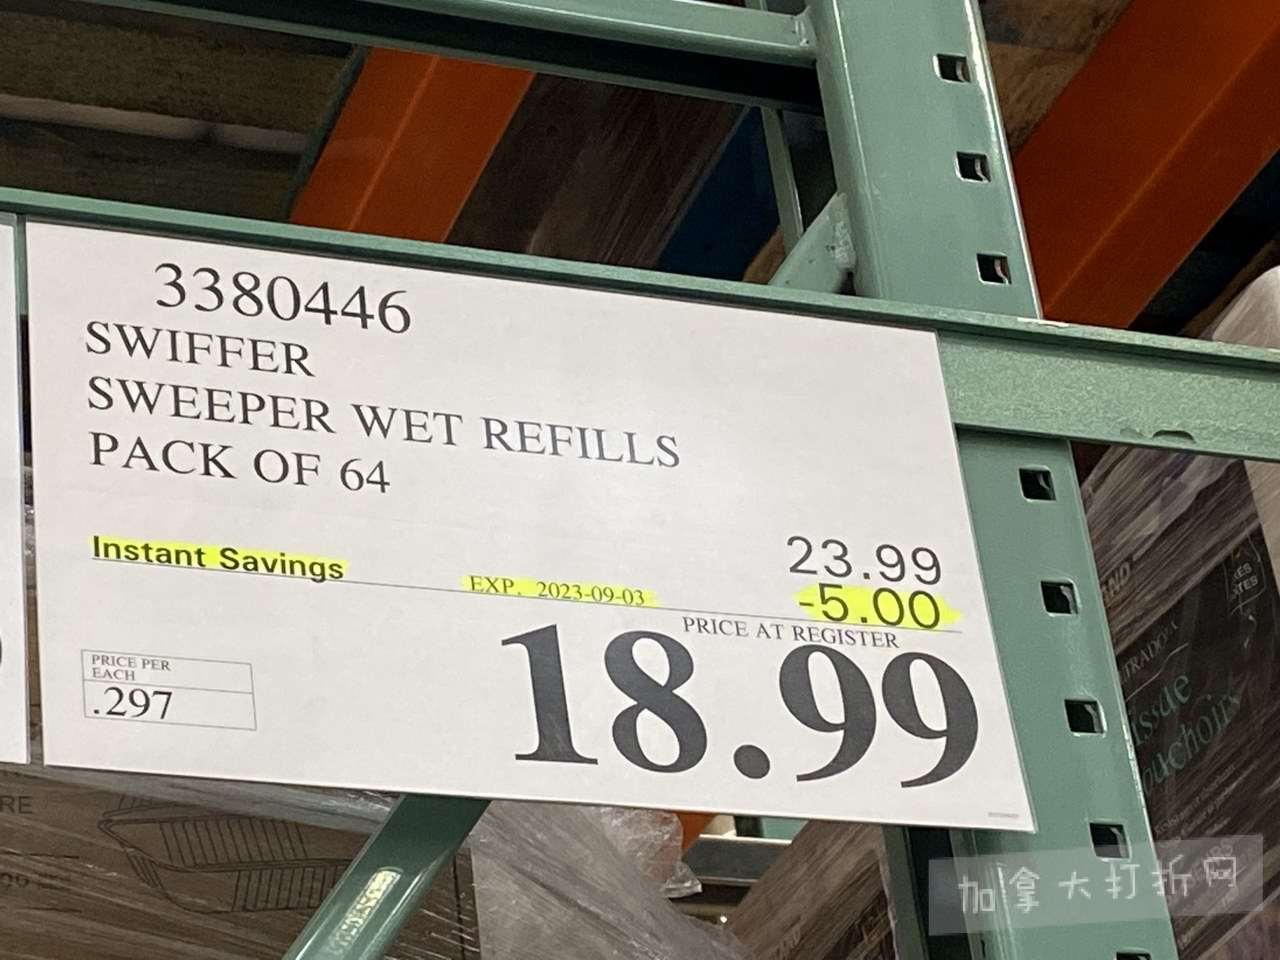 3380446
SWIFFER
SWEEPER WET REFILLS
PACK OF 64
Instant Savings
EXP. 2023-09-03
23.99
-5.00
PRICE AT REGISTER
18.99
PRICE PER
EACH
.297
加拿大打折网